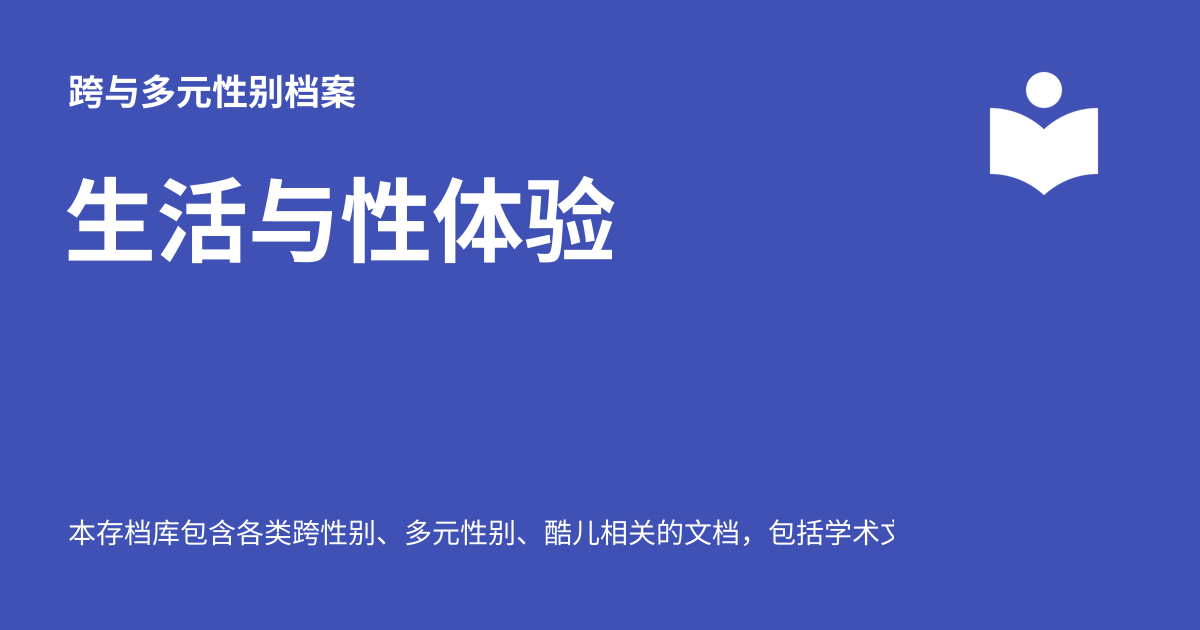 跨与多元性别档案
生活与性体验
本存档库包含各类跨性别、多元性别、酷儿相关的文档，包括学术